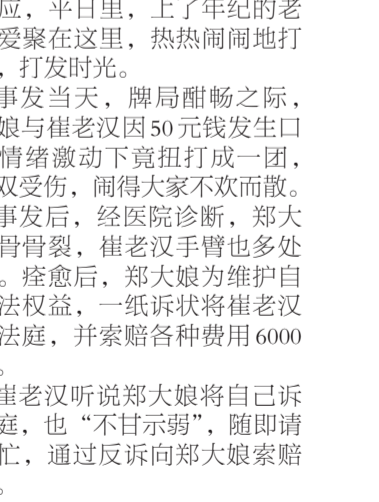 应，平日里，上了年纪的老
爱聚在这里，热热闹闹地打
，打发时光。
事发当天，牌局酣畅之际，
娘与崔老汉因50元钱发生口
情绪激动下竟扭打成一团，
双受伤，闹得大家不欢而散。
事发后，经医院诊断，郑大
骨骨裂，崔老汉手臂也多处
。痊愈后，郑大娘为维护自
法权益，一纸诉状将崔老汉
法庭，并索赔各种费用6000
。
崔老汉听说郑大娘将自己诉
庭，也“不甘示弱”，随即请
忙，通过反诉向郑大娘索赔
。